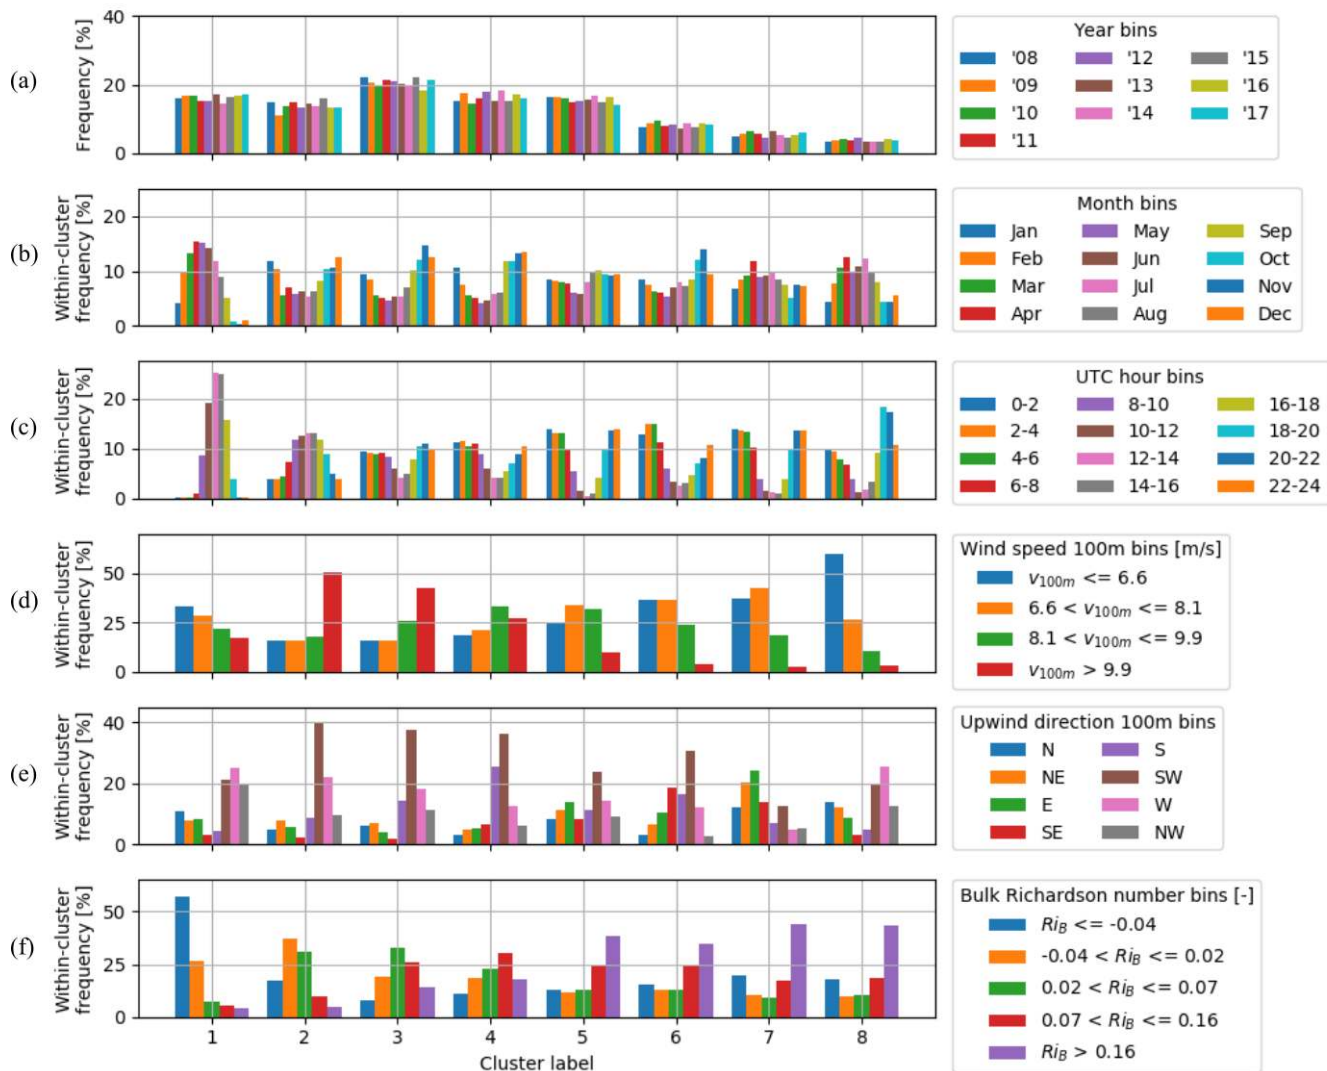 (a)
Frequency [%]
40
20
0
Year bins
'08 '12 '15
'09 '13 '16
'10 '14 '17
'11
(b)
Within-cluster
frequency [%]
20
10
0
Month bins
Jan May Sep
Feb Jun Oct
Mar Jul Nov
Apr Aug Dec
(c)
Within-cluster
frequency [%]
20
10
0
UTC hour bins
0-2 8-10 16-18
2-4 10-12 18-20
4-6 12-14 20-22
6-8 14-16 22-24
(d)
Within-cluster
frequency [%]
50
25
0
Wind speed 100m bins [m/s]
v100m <= 6.6
6.6 < v100m <= 8.1
8.1 < v100m <= 9.9
v100m > 9.9
(e)
Within-cluster
frequency [%]
40
20
0
Upwind direction 100m bins
N S
NE SW
E W
SE NW
(f)
Within-cluster
frequency [%]
50
25
0
1 2 3 4 5 6 7 8
Cluster label
Bulk Richardson number bins [-]
RiB <= -0.04
-0.04 < RiB <= 0.02
0.02 < RiB <= 0.07
0.07 < RiB <= 0.16
RiB > 0.16